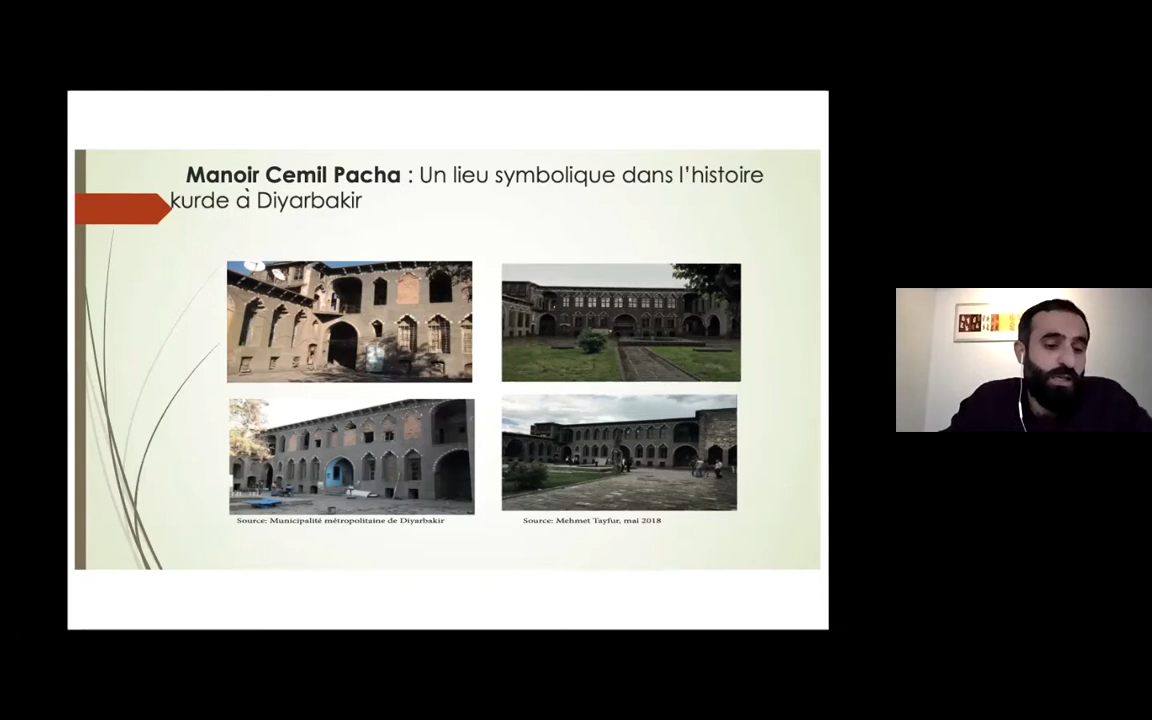 Manoir Cemil Pacha : Un lieu symbolique dans l’histoire
kurde à Diyarbakir
Source: Municipalité métropolitaine de Diyarbakir
Source: Mehmet Tayfur, mai 2018